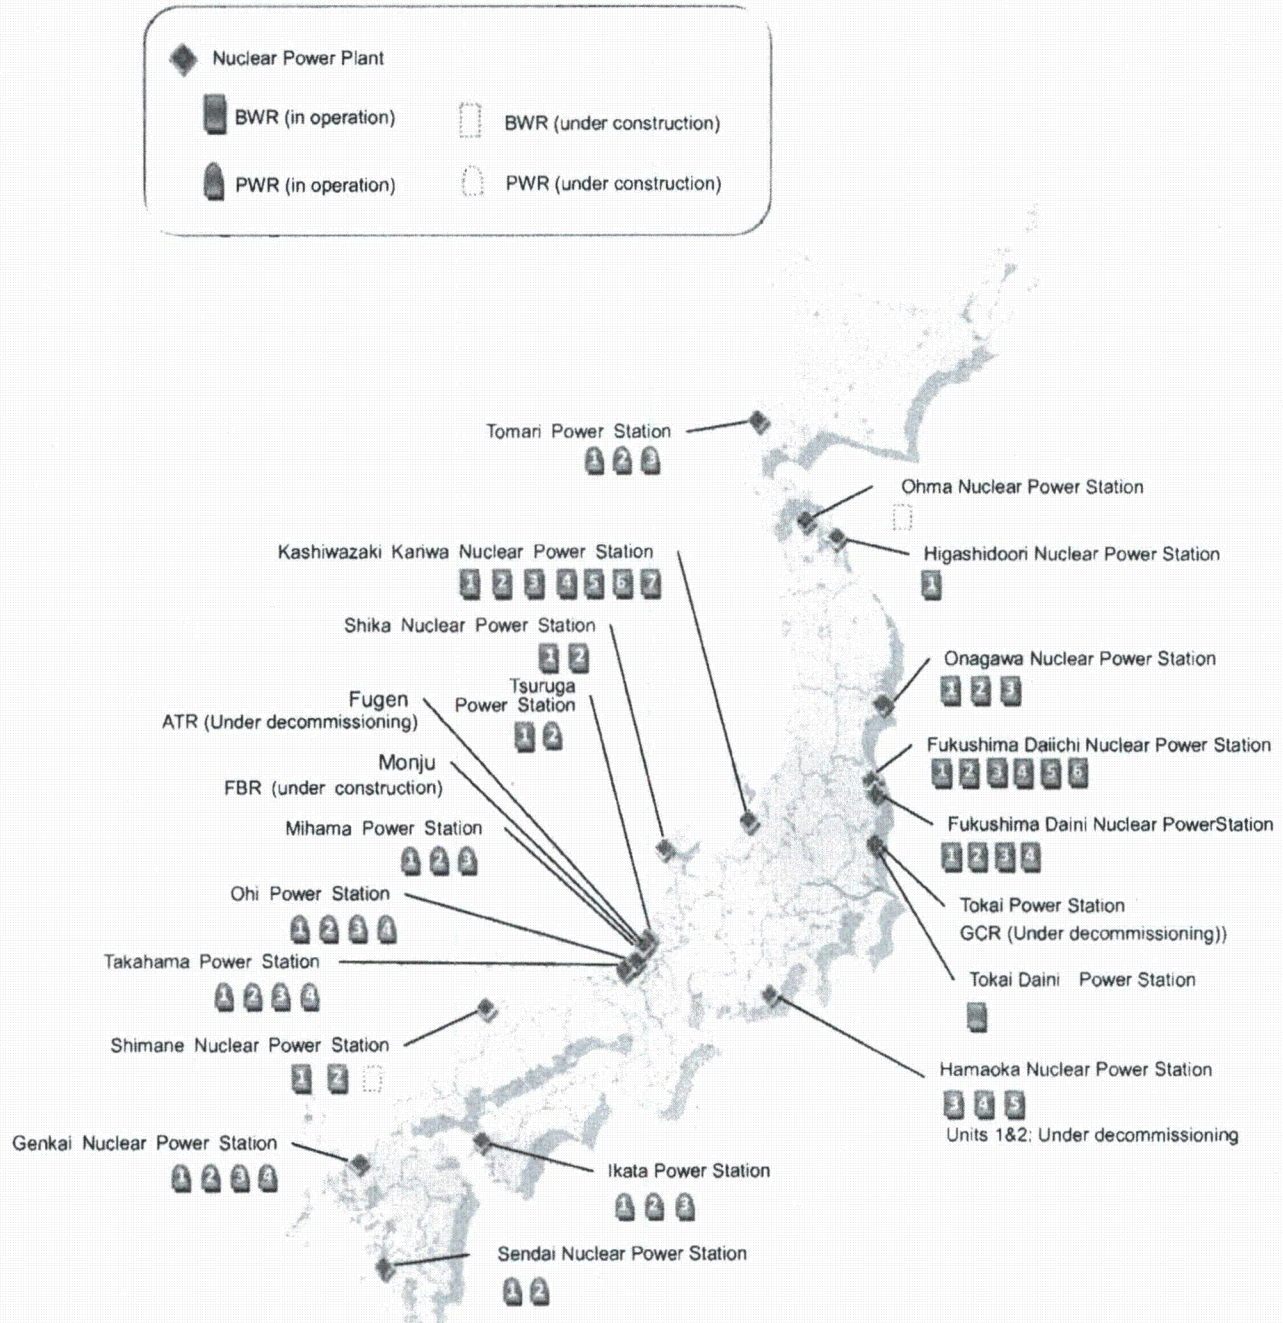 Nuclear Power Plant
BWR (in operation)
BWR (under construction)
PWR (in operation)
PWR (under construction)
Tomari Power Station
1 2 3
Ohma Nuclear Power Station
Kashiwazaki Kariwa Nuclear Power Station
1 2 3 4 5 6 7
Higashidoori Nuclear Power Station
1
Shika Nuclear Power Station
1 2
Onagawa Nuclear Power Station
1 2 3
Tsuruga
Power Station
1 2
Fugen
ATR (Under decommissioning)
Fukushima Daiichi Nuclear Power Station
1 2 3 4 5 6
Monju
FBR (under construction)
Fukushima Daini Nuclear PowerStation
1 2 3 4
Mihama Power Station
1 2 3
Ohi Power Station
1 2 3 4
Tokai Power Station
GCR (Under decommissioning))
Takahama Power Station
1 2 3 4
Tokai Daini Power Station
Shimane Nuclear Power Station
1 2
Hamaoka Nuclear Power Station
3 4 5
Units 1&2: Under decommissioning
Genkai Nuclear Power Station
1 2 3 4
Ikata Power Station
1 2 3
Sendai Nuclear Power Station
1 2